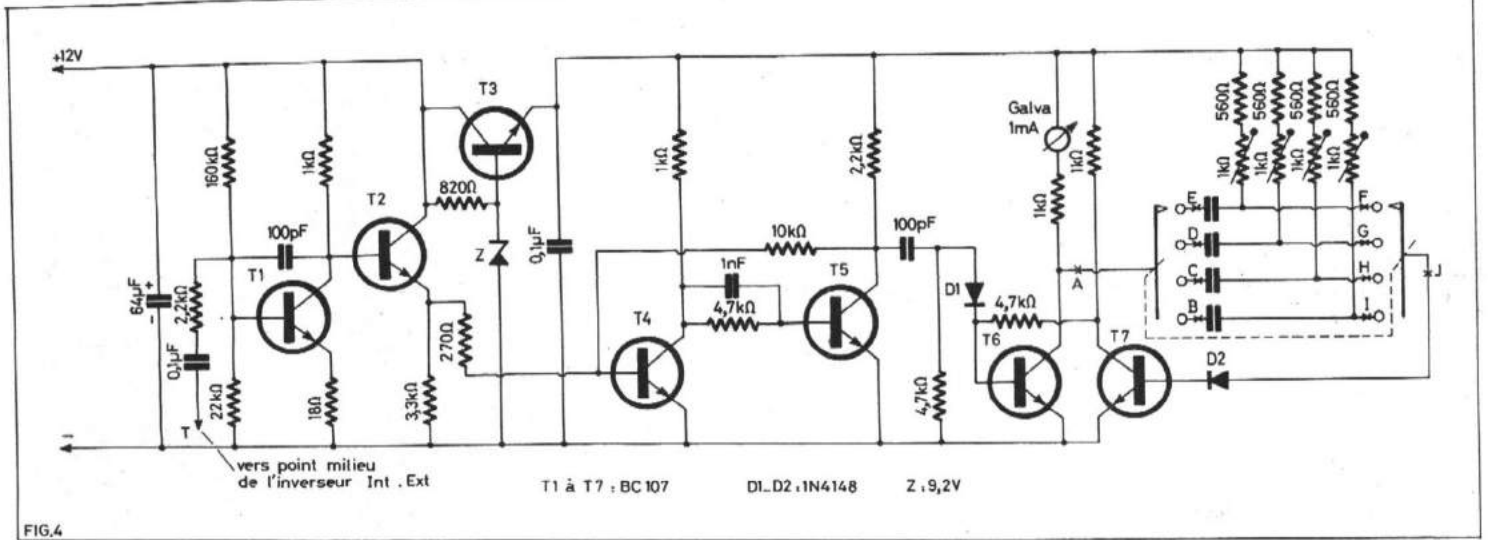 +12V
T3
Galva
1mA
560Ω
560Ω
560Ω
560Ω
160kΩ
1kΩ
T2
820Ω
1kΩ
2,2kΩ
1kΩ
1kΩ
1kΩ
1kΩ
1kΩ
1kΩ
100pF
Z
0,1µF
10kΩ
100pF
E
F
64µF
+
-
2,2kΩ
T1
1nF
T5
D
G
D1
A
C
H
J
4,7kΩ
4,7kΩ
B
I
0,1µF
270Ω
T4
T6
T7
D2
22kΩ
18Ω
3,3kΩ
4,7kΩ
T
-
vers point milieu
de l'inverseur Int . Ext
T1 à T7 : BC107 D1_D2:1N4148 Z : 9,2V
FIG.4